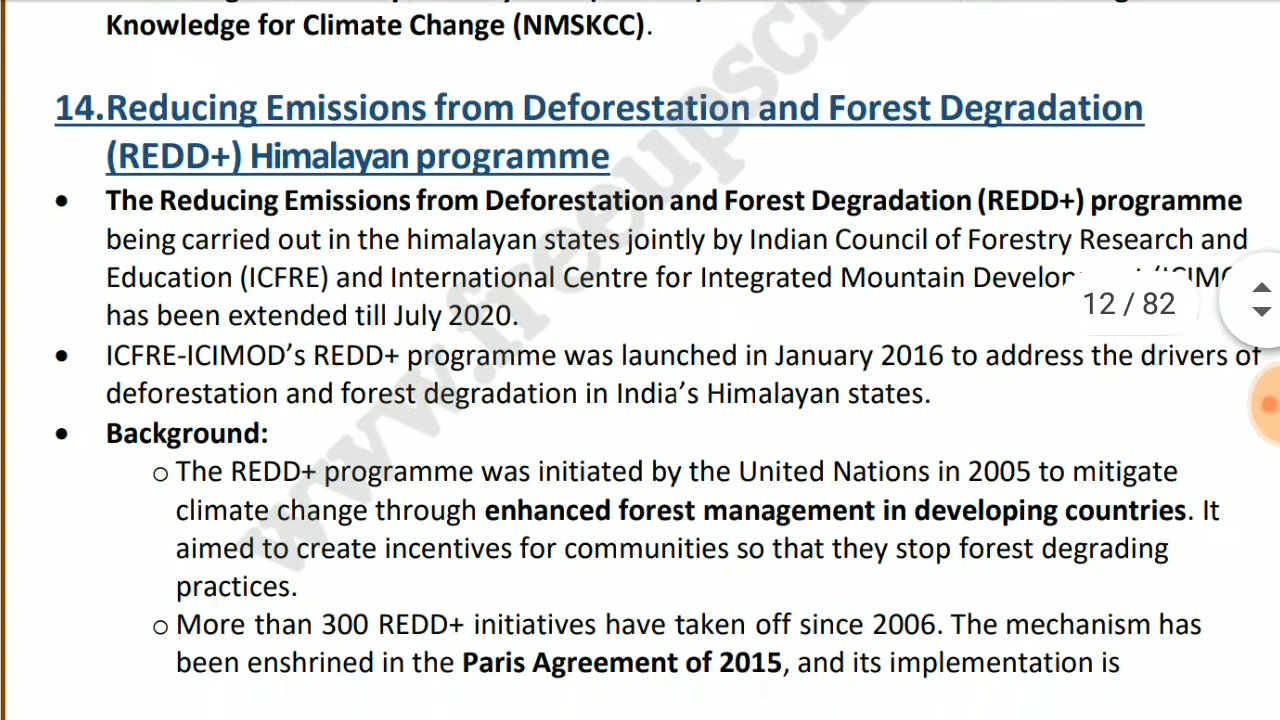 Knowledge for Climate Change (NMSKCC).
14.Reducing Emissions from Deforestation and Forest Degradation
(REDD+) Himalayan programme
• The Reducing Emissions from Deforestation and Forest Degradation (REDD+) programme
being carried out in the himalayan states jointly by Indian Council of Forestry Research and
Education (ICFRE) and International Centre for Integrated Mountain
12 / 82
has been extended till July 2020.
• ICFRE-ICIMOD’s REDD+ programme was launched in January 2016 to address the drivers of
deforestation and forest degradation in India’s Himalayan states.
• Background:
o The REDD+ programme was initiated by the United Nations in 2005 to mitigate
climate change through enhanced forest management in developing countries. It
aimed to create incentives for communities so that they stop forest degrading
practices.
o More than 300 REDD+ initiatives have taken off since 2006. The mechanism has
been enshrined in the Paris Agreement of 2015, and its implementation is